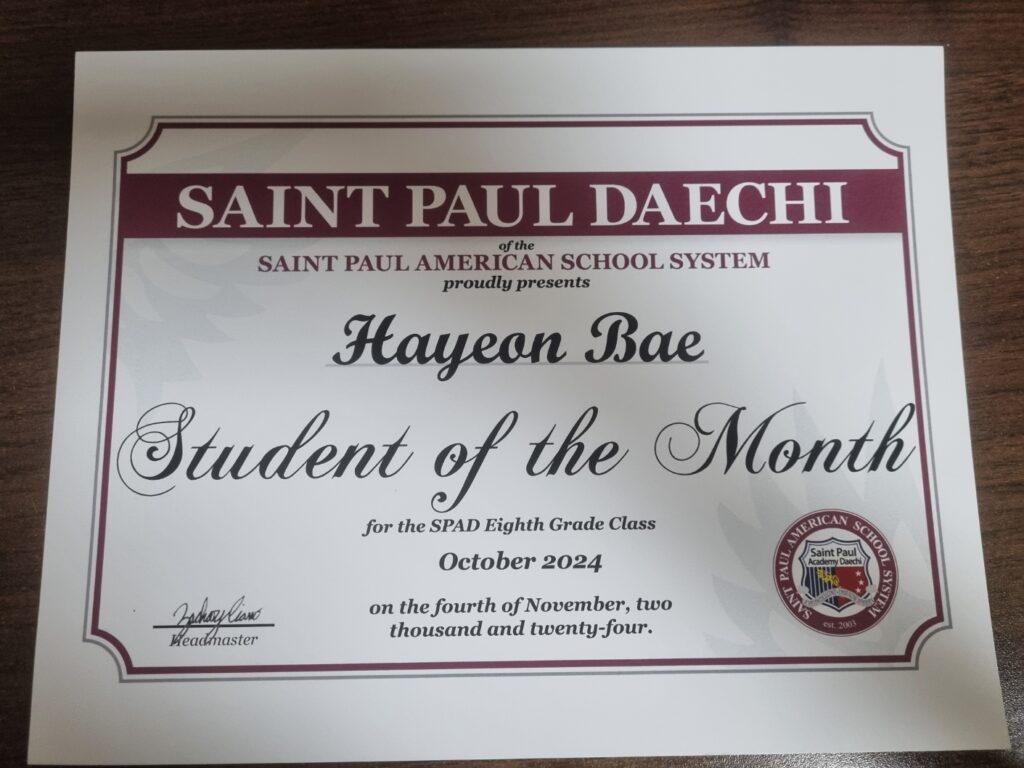 SAINT PAUL DAECHI
of the
SAINT PAUL AMERICAN SCHOOL SYSTEM
proudly presents
Hayeon Bae
Student of the Month
for the SPAD Eighth Grade Class
October 2024
on the fourth of November, two
thousand and twenty-four.
Headmaster
SAINT PAUL AMERICAN SCHOOL SYSTEM
Saint Paul
Academy Daechi
est. 2003